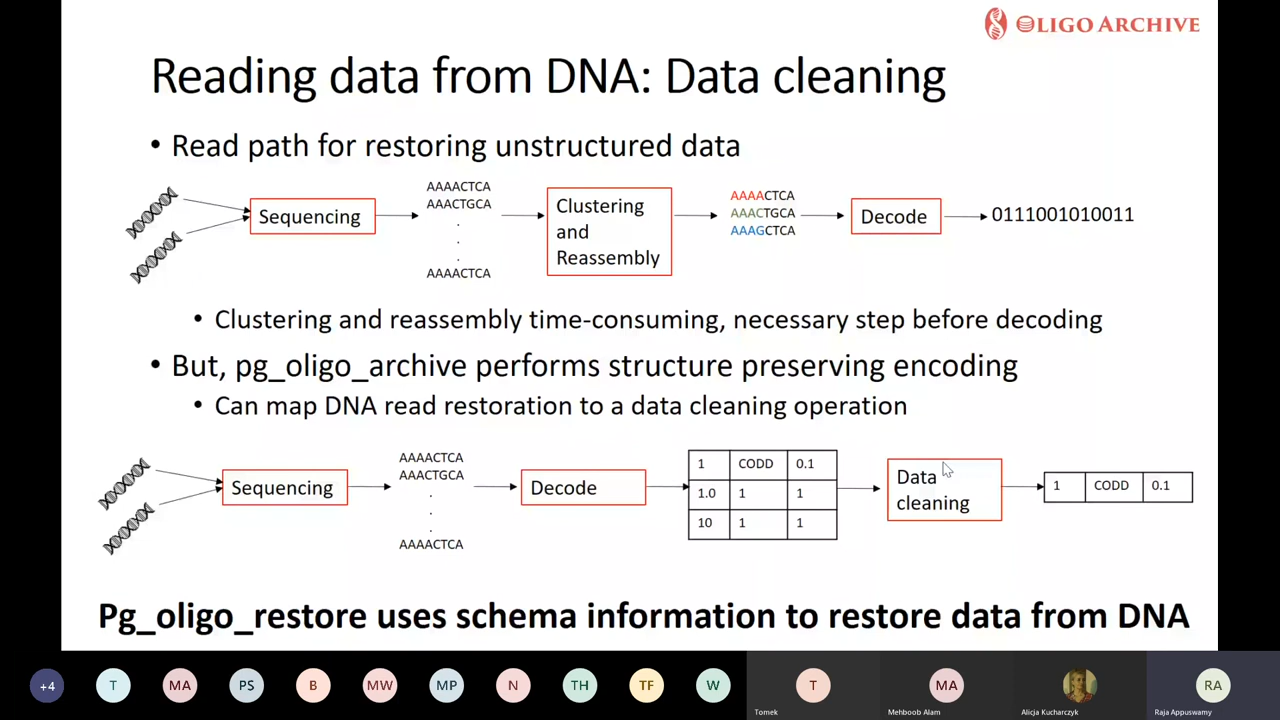 OLIGO ARCHIVE
Reading data from DNA: Data cleaning
• Read path for restoring unstructured data
Sequencing
AAAACTCA
AAACTGCA
.
.
.
AAAACTCA
Clustering
and
Reassembly
AAAACTCA
AAACTGCA
AAAGCTCA
Decode
0111001010011
• Clustering and reassembly time-consuming, necessary step before decoding
• But, pg_oligo_archive performs structure preserving encoding
• Can map DNA read restoration to a data cleaning operation
Sequencing
AAAACTCA
AAACTGCA
.
.
.
AAAACTCA
Decode
1 CODD 0.1
1.0 1 1
10 1 1
Data
cleaning
1 CODD 0.1
Pg_oligo_restore uses schema information to restore data from DNA
+4 T MA PS B MW MP N TH TF W T MA RA
Tomek Mehboob Alam Alicja Kucharczyk Raja Appuswamy